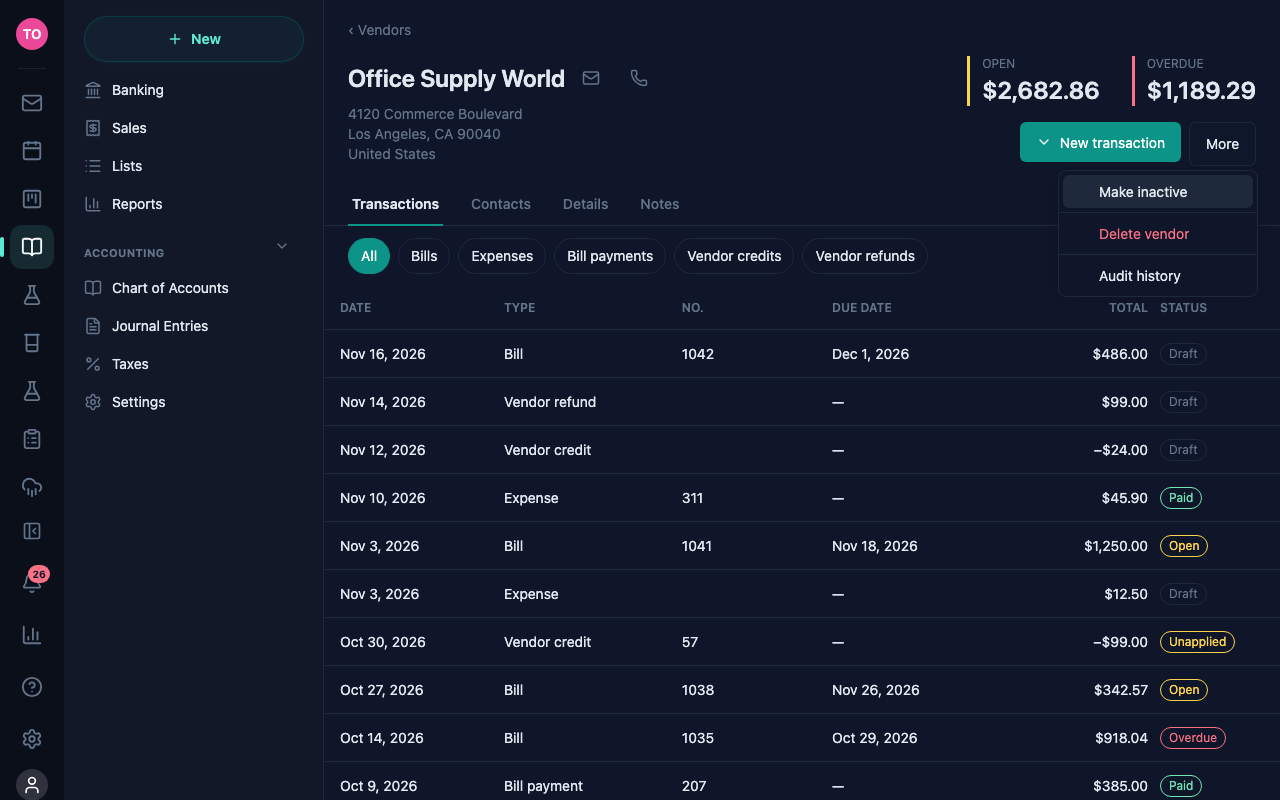 TO
New
Banking
Sales
Lists
Reports
ACCOUNTING
Chart of Accounts
Journal Entries
Taxes
Settings
26
‹ Vendors
Office Supply World
4120 Commerce Boulevard
Los Angeles, CA 90040
United States
OPEN
$2,682.86
OVERDUE
$1,189.29
New transaction
More
Make inactive
Delete vendor
Audit history
Transactions Contacts Details Notes
All Bills Expenses Bill payments Vendor credits Vendor refunds
DATE TYPE NO. DUE DATE TOTAL STATUS
Nov 16, 2026 Bill 1042 Dec 1, 2026 $486.00 Draft
Nov 14, 2026 Vendor refund — $99.00 Draft
Nov 12, 2026 Vendor credit — −$24.00 Draft
Nov 10, 2026 Expense 311 — $45.90 Paid
Nov 3, 2026 Bill 1041 Nov 18, 2026 $1,250.00 Open
Nov 3, 2026 Expense — $12.50 Draft
Oct 30, 2026 Vendor credit 57 — −$99.00 Unapplied
Oct 27, 2026 Bill 1038 Nov 26, 2026 $342.57 Open
Oct 14, 2026 Bill 1035 Oct 29, 2026 $918.04 Overdue
Oct 9, 2026 Bill payment 207 — $385.00 Paid